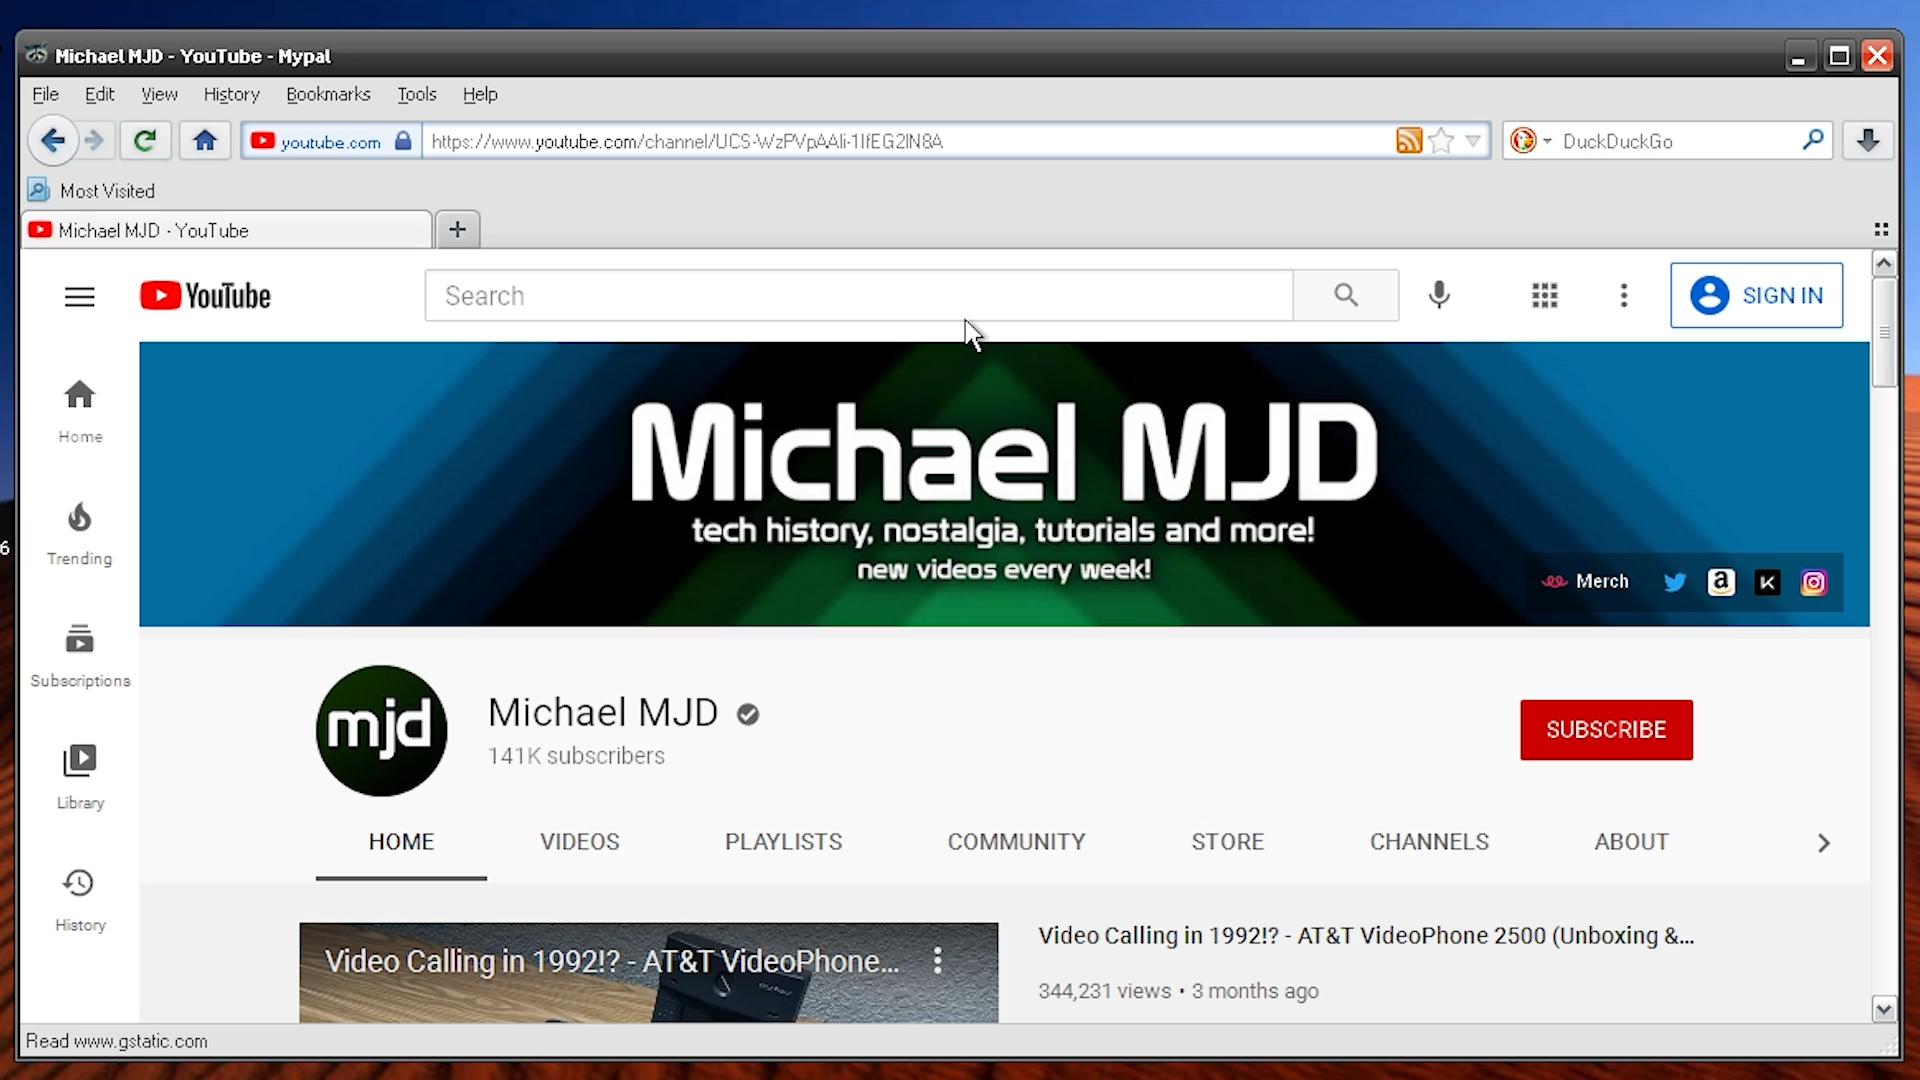 Michael MJD - YouTube - Mypal
File Edit View History Bookmarks Tools Help
youtube.com https://www.youtube.com/channel/UCS-WzPVpAAli-1IfEG2lN8A DuckDuckGo
Most Visited
Michael MJD - YouTube
YouTube Search SIGN IN
Home
Trending
Subscriptions
Library
History
6
Michael MJD
tech history, nostalgia, tutorials and more!
new videos every week!
Merch
mjd
Michael MJD
141K subscribers
SUBSCRIBE
HOME VIDEOS PLAYLISTS COMMUNITY STORE CHANNELS ABOUT
Video Calling in 1992!? - AT&T VideoPhone...
Video Calling in 1992!? - AT&T VideoPhone 2500 (Unboxing &...
344,231 views • 3 months ago
Read www.gstatic.com